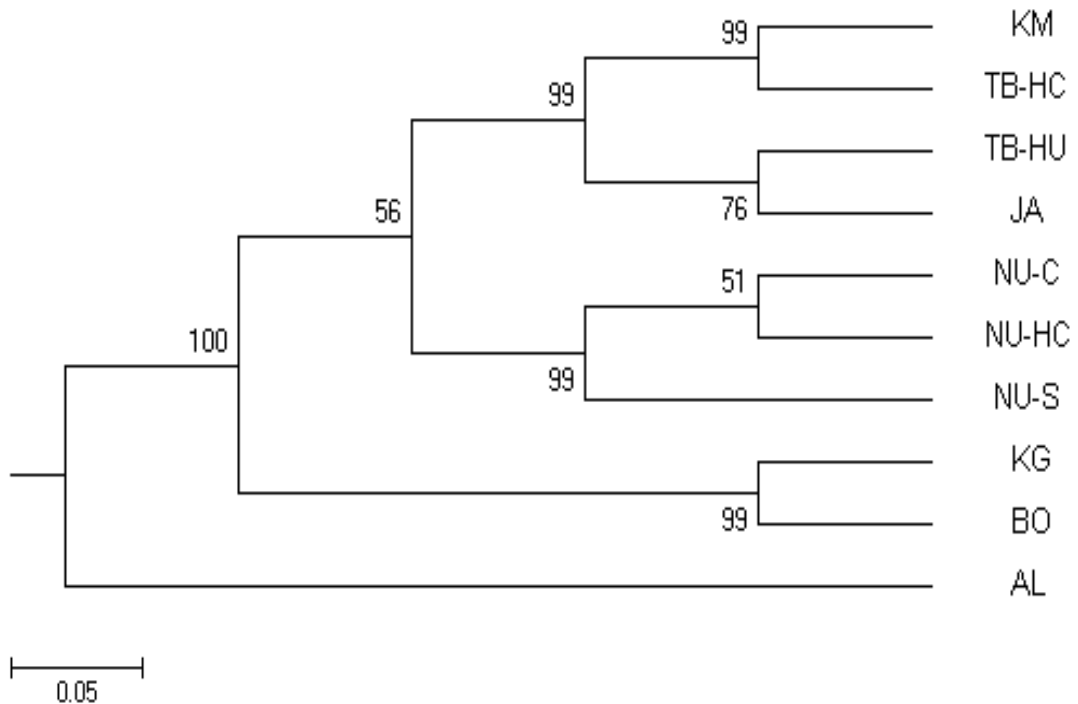 KM
99
TB-HC
99
TB-HU
56
76
JA
NU-C
51
NU-HC
100
99
NU-S
KG
99
BO
AL
0.05